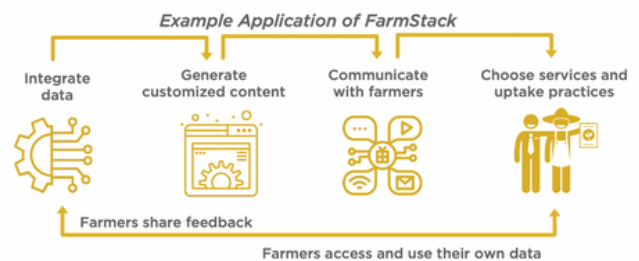 Example Application of FarmStack
Integrate
data
Generate
customized content
Communicate
with farmers
Choose services and
uptake practices
Farmers share feedback
Farmers access and use their own data